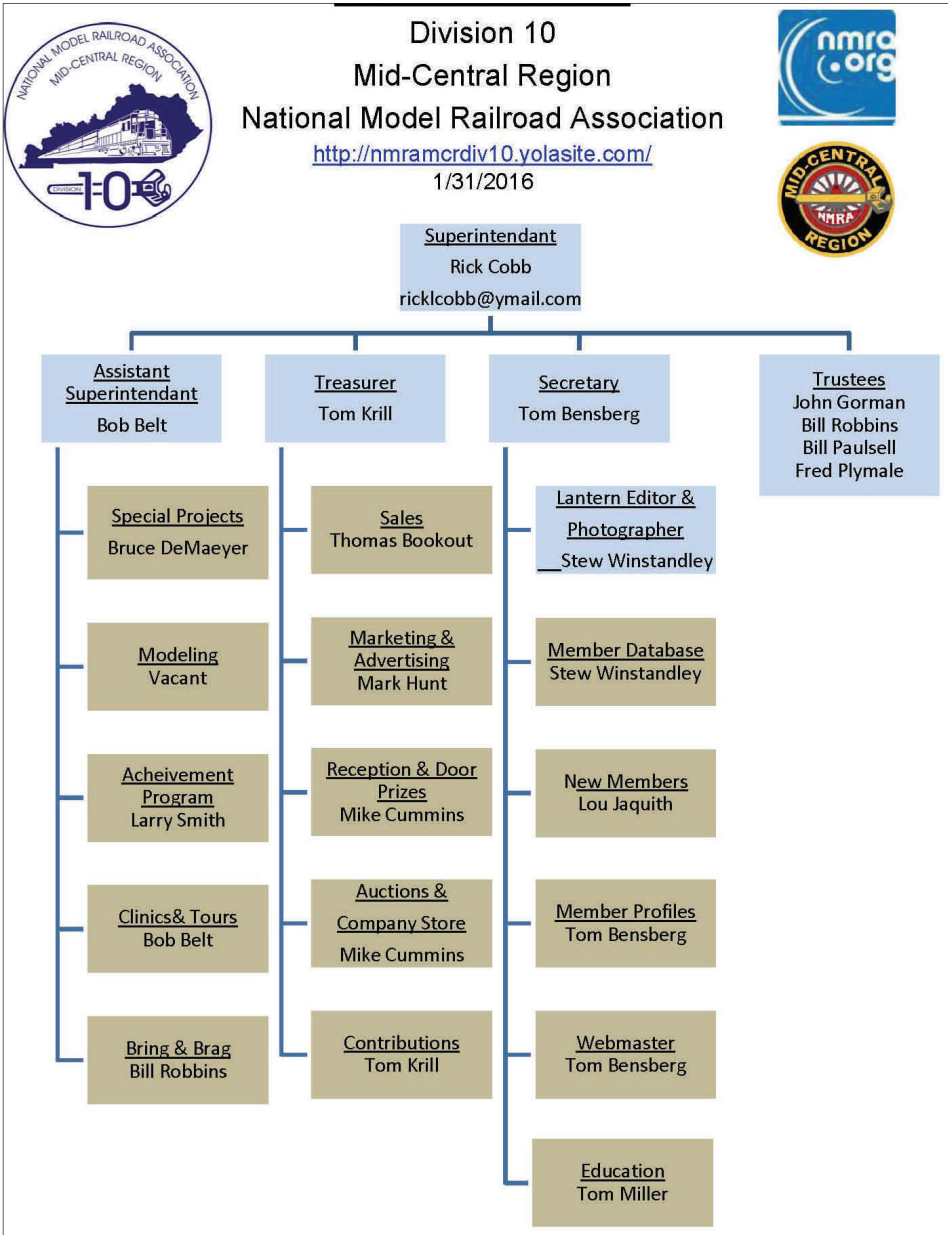 Division 10
Mid-Central Region
National Model Railroad Association
http://nmramcrdiv10.yolasite.com/
1/31/2016
NATIONAL MODEL RAILROAD ASSOCIATION
MID-CENTRAL REGION
DIVISION 10
nmra
.org
MID-CENTRAL
NMRA
REGION
Superintendant
Rick Cobb
ricklcobb@ymail.com
Assistant
Superintendant
Bob Belt
Treasurer
Tom Krill
Secretary
Tom Bensberg
Trustees
John Gorman
Bill Robbins
Bill Paulsell
Fred Plymale
Special Projects
Bruce DeMaeyer
Sales
Thomas Bookout
Lantern Editor &
Photographer
__Stew Winstandley
Modeling
Vacant
Marketing &
Advertising
Mark Hunt
Member Database
Stew Winstandley
Acheivement
Program
Larry Smith
Reception & Door
Prizes
Mike Cummins
New Members
Lou Jaquith
Clinics& Tours
Bob Belt
Auctions &
Company Store
Mike Cummins
Member Profiles
Tom Bensberg
Bring & Brag
Bill Robbins
Contributions
Tom Krill
Webmaster
Tom Bensberg
Education
Tom Miller